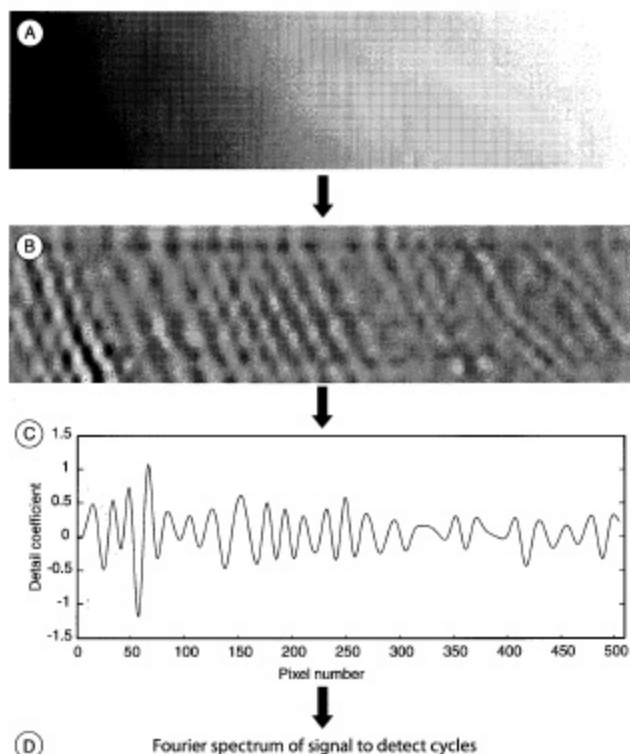 A
B
C
1.5
1
0.5
0
-0.5
-1
-1.5
Detail coefficient
0 50 100 150 200 250 300 350 400 450 500
Pixel number
D Fourier spectrum of signal to detect cycles